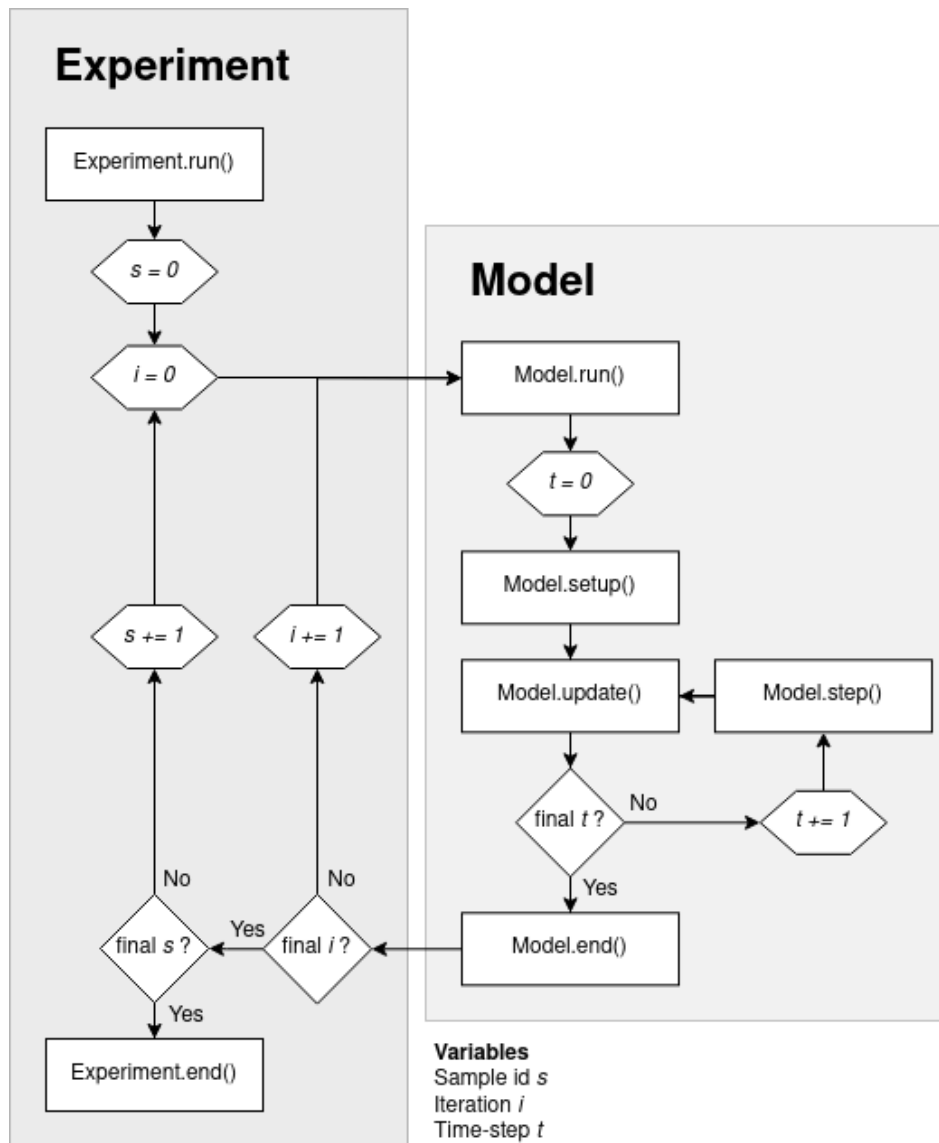 Experiment
Experiment.run()
s = 0
i = 0
s += 1
i += 1
No
No
final s ?
Yes
final i ?
Yes
Experiment.end()
Model
Model.run()
t = 0
Model.setup()
Model.update()
Model.step()
final t ?
No
t += 1
Yes
Model.end()
Variables
Sample id s
Iteration i
Time-step t